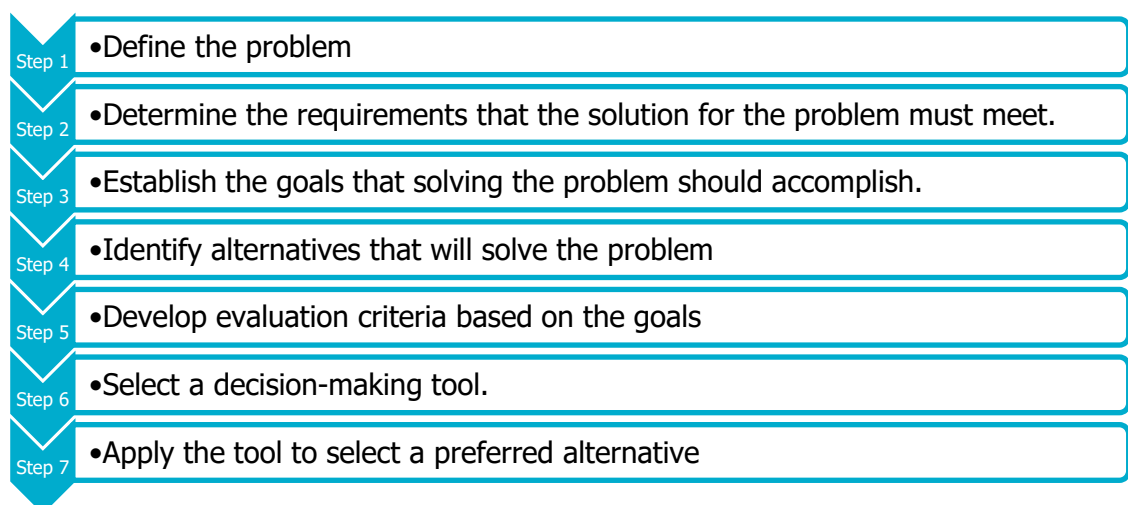 Step 1
•Define the problem
Step 2
•Determine the requirements that the solution for the problem must meet.
Step 3
•Establish the goals that solving the problem should accomplish.
Step 4
•Identify alternatives that will solve the problem
Step 5
•Develop evaluation criteria based on the goals
Step 6
•Select a decision-making tool.
Step 7
•Apply the tool to select a preferred alternative